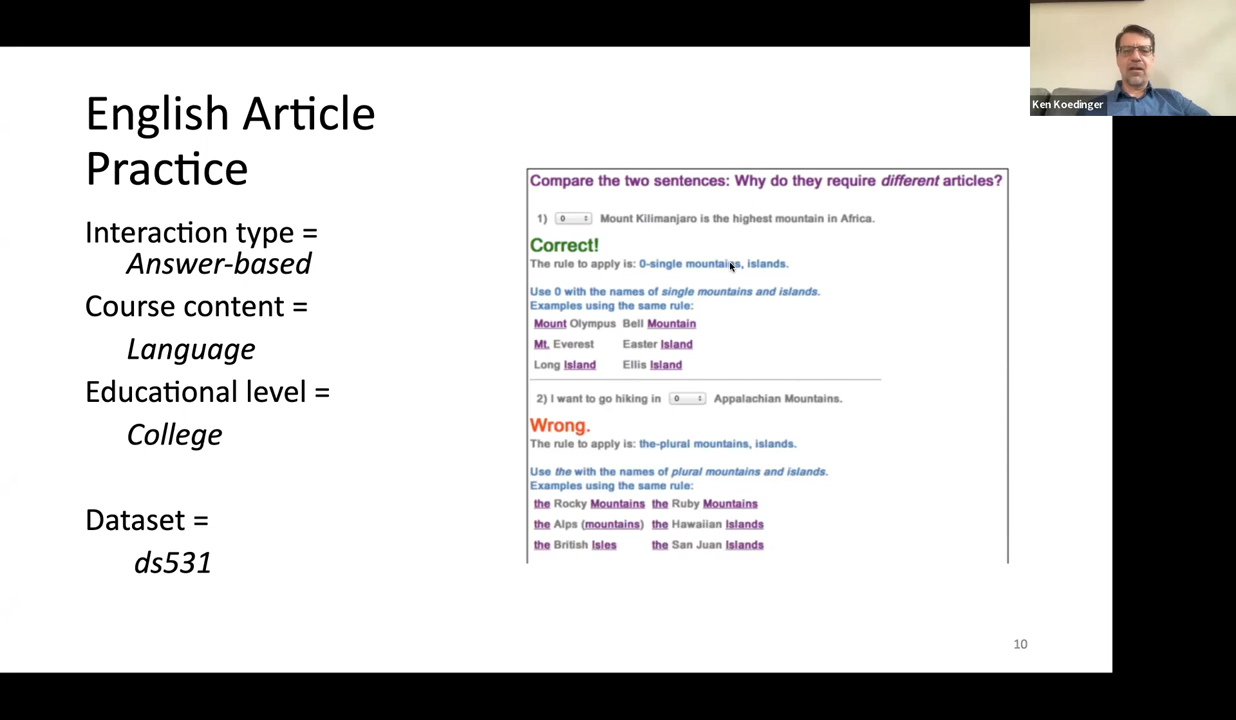 English Article
Practice
Interaction type =
Answer-based
Course content =
Language
Educational level =
College
Dataset =
ds531
Compare the two sentences: Why do they require different articles?
1) 0 Mount Kilimanjaro is the highest mountain in Africa.
Correct!
The rule to apply is: 0-single mountains, islands.
Use 0 with the names of single mountains and islands.
Examples using the same rule:
Mount Olympus Bell Mountain
Mt. Everest Easter Island
Long Island Ellis Island
2) I want to go hiking in 0 Appalachian Mountains.
Wrong.
The rule to apply is: the-plural mountains, islands.
Use the with the names of plural mountains and islands.
Examples using the same rule:
the Rocky Mountains the Ruby Mountains
the Alps (mountains) the Hawaiian Islands
the British Isles the San Juan Islands
10
Ken Koedinger